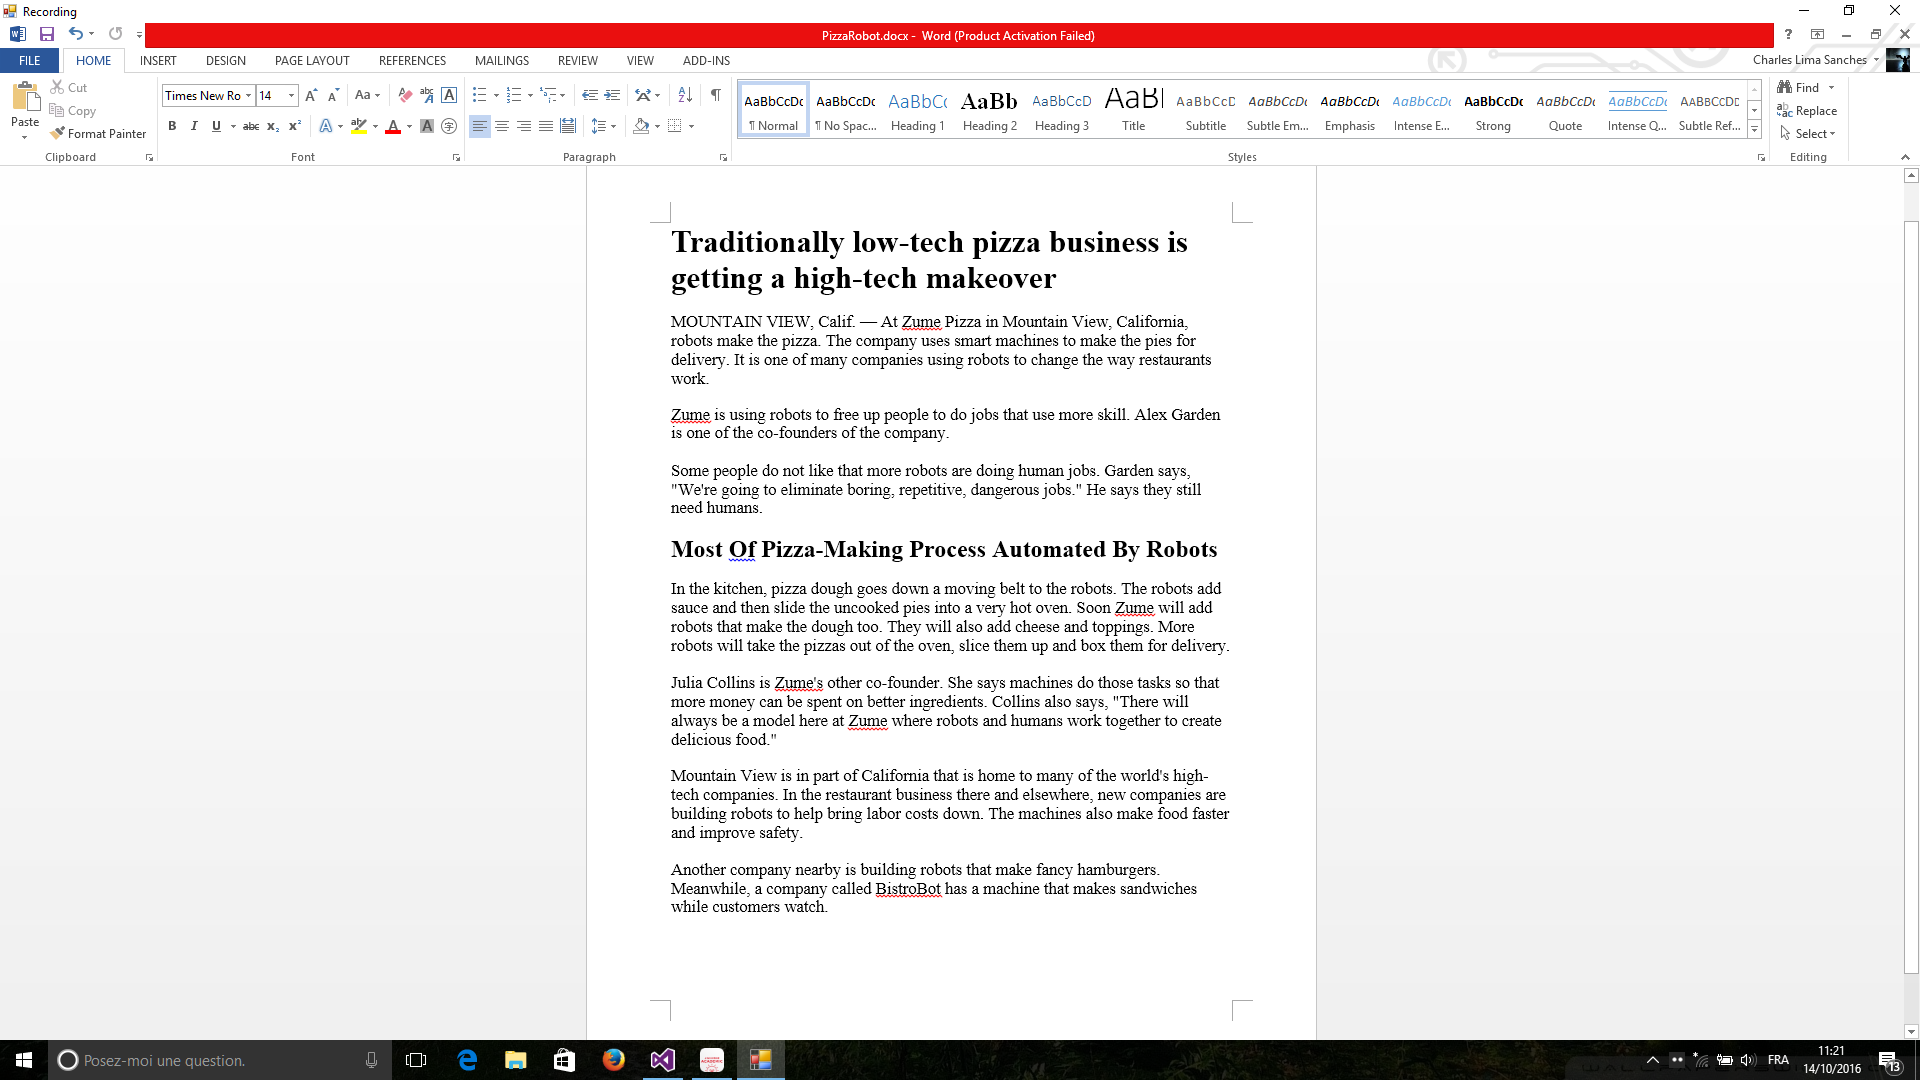 Recording
PizzaRobot.docx - Word (Product Activation Failed)
FILE HOME INSERT DESIGN PAGE LAYOUT REFERENCES MAILINGS REVIEW VIEW ADD-INS Charles Lima Sanches
Paste
Cut
Copy
Format Painter
Clipboard
Times New Ro 14
Font
Paragraph
AaBbCcDc AaBbCcDc AaBbCc AaBb AaBbCcD AaBl AaBbCcD AaBbCcDc AaBbCcDc AaBbCcDc AaBbCcDc AaBbCcDc AaBbCcDc AABBCCDC
¶ Normal ¶ No Spac... Heading 1 Heading 2 Heading 3 Title Subtitle Subtle Em... Emphasis Intense E... Strong Quote Intense Q... Subtle Ref...
Styles
Find
Replace
Select
Editing
Traditionally low-tech pizza business is
getting a high-tech makeover
MOUNTAIN VIEW, Calif. — At Zume Pizza in Mountain View, California,
robots make the pizza. The company uses smart machines to make the pies for
delivery. It is one of many companies using robots to change the way restaurants
work.
Zume is using robots to free up people to do jobs that use more skill. Alex Garden
is one of the co-founders of the company.
Some people do not like that more robots are doing human jobs. Garden says,
"We're going to eliminate boring, repetitive, dangerous jobs." He says they still
need humans.
Most Of Pizza-Making Process Automated By Robots
In the kitchen, pizza dough goes down a moving belt to the robots. The robots add
sauce and then slide the uncooked pies into a very hot oven. Soon Zume will add
robots that make the dough too. They will also add cheese and toppings. More
robots will take the pizzas out of the oven, slice them up and box them for delivery.
Julia Collins is Zume's other co-founder. She says machines do those tasks so that
more money can be spent on better ingredients. Collins also says, "There will
always be a model here at Zume where robots and humans work together to create
delicious food."
Mountain View is in part of California that is home to many of the world's high-
tech companies. In the restaurant business there and elsewhere, new companies are
building robots to help bring labor costs down. The machines also make food faster
and improve safety.
Another company nearby is building robots that make fancy hamburgers.
Meanwhile, a company called BistroBot has a machine that makes sandwiches
while customers watch.
Posez-moi une question.
FRA
11:21
14/10/2016
13